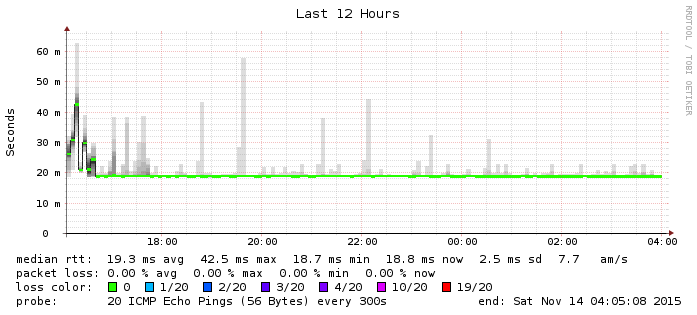 Last 12 Hours
RRDTOOL / TOBI OETIKER
Seconds
60 m
50 m
40 m
30 m
20 m
10 m
0
18:00 20:00 22:00 00:00 02:00 04:00
median rtt: 19.3 ms avg 42.5 ms max 18.7 ms min 18.8 ms now 2.5 ms sd 7.7 am/s
packet loss: 0.00 % avg 0.00 % max 0.00 % min 0.00 % now
loss color: 0 1/20 2/20 3/20 4/20 10/20 19/20
probe: 20 ICMP Echo Pings (56 Bytes) every 300s end: Sat Nov 14 04:05:08 2015